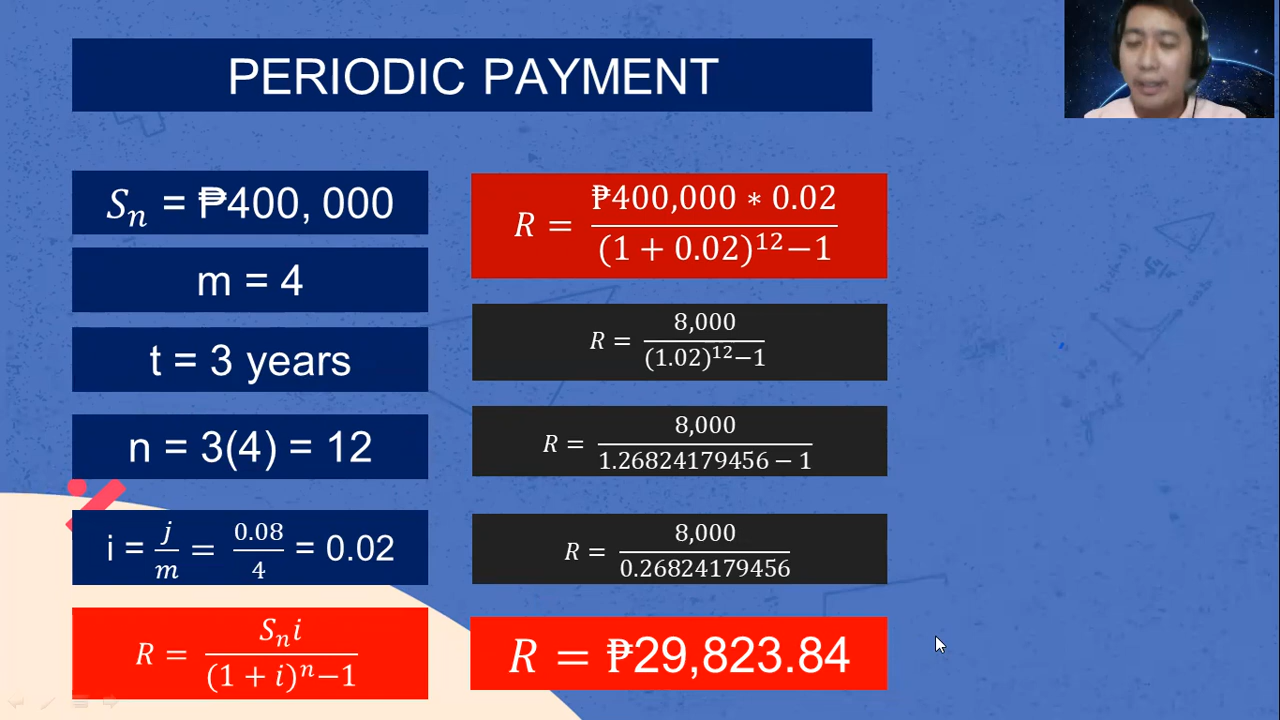 PERIODIC PAYMENT
Sₙ = ₱400, 000
m = 4
t = 3 years
n = 3(4) = 12
i = j/m = 0.08/4 = 0.02
R = Sₙi/((1 + i)ⁿ−1)
R = ₱400,000 ∗ 0.02/((1 + 0.02)¹²−1)
R = 8,000/((1.02)¹²−1)
R = 8,000/(1.26824179456 − 1)
R = 8,000/0.26824179456
R = ₱29,823.84